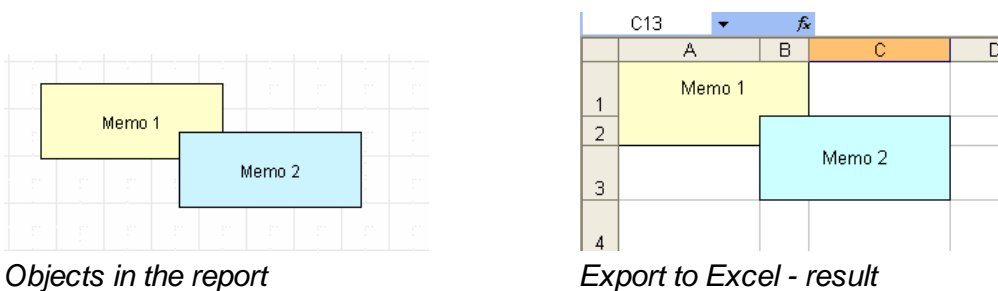 C13 fx
A B C D
1 Memo 1
Memo 1
2
Memo 2
Memo 2
3
4
Objects in the report
Export to Excel - result